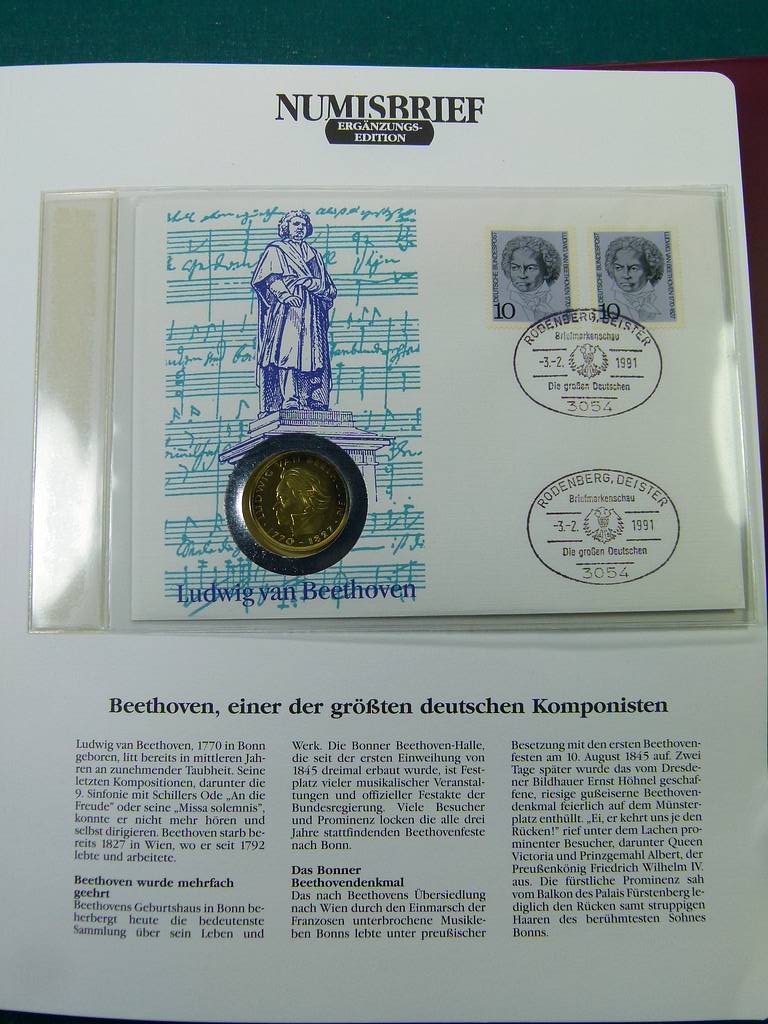 NUMISBRIEF
ERGÄNZUNGS-
EDITION
DEUTSCHE BUNDESPOST
LUDWIG VAN BEETHOVEN 1770 1827
10
DEUTSCHE BUNDESPOST
LUDWIG VAN BEETHOVEN 1770 1827
10
RODENBERG, DEISTER
Briefmarkenschau
-3.-2. 1991
Die großen Deutschen
3054
LUDWIG VAN
1770 - 1827
RODENBERG, DEISTER
Briefmarkenschau
-3.-2. 1991
Die großen Deutschen
3054
Ludwig van Beethoven
Beethoven, einer der größten deutschen Komponisten
Ludwig van Beethoven, 1770 in Bonn
geboren, litt bereits in mittleren Jah-
ren an zunehmender Taubheit. Seine
letzten Kompositionen, darunter die
9. Sinfonie mit Schillers Ode „An die
Freude" oder seine „Missa solemnis",
konnte er nicht mehr hören und
selbst dirigieren. Beethoven starb be-
reits 1827 in Wien, wo er seit 1792
lebte und arbeitete.
Beethoven wurde mehrfach
geehrt
Beethovens Geburtshaus in Bonn be-
herbergt heute die bedeutenste
Sammlung über sein Leben und
Werk. Die Bonner Beethoven-Halle,
die seit der ersten Einweihung von
1845 dreimal erbaut wurde, ist Fest-
platz vieler musikalischer Veranstal-
tungen und offizieller Festakte der
Bundesregierung. Viele Besucher
und Prominenz locken die alle drei
Jahre stattfindenden Beethovenfeste
nach Bonn.
Das Bonner
Beethovendenkmal
Das nach Beethovens Übersiedlung
nach Wien durch den Einmarsch der
Franzosen unterbrochene Musikle-
ben Bonns lebte unter preußischer
Besetzung mit den ersten Beethoven-
festen am 10. August 1845 auf. Zwei
Tage später wurde das vom Dresde-
ner Bildhauer Ernst Höhnel geschaf-
fene, riesige gußeiserne Beethoven-
denkmal feierlich auf dem Münster-
platz enthüllt. „Ei, er kehrt uns je den
Rücken!" rief unter dem Lachen pro-
minenter Besucher, darunter Queen
Victoria und Prinzgemahl Albert, der
Preußenkönig Friedrich Wilhelm IV.
aus. Die fürstliche Prominenz sah
vom Balkon des Palais Fürstenberg le-
diglich den Rücken samt struppigen
Haaren des berühmtesten Sohnes
Bonns.